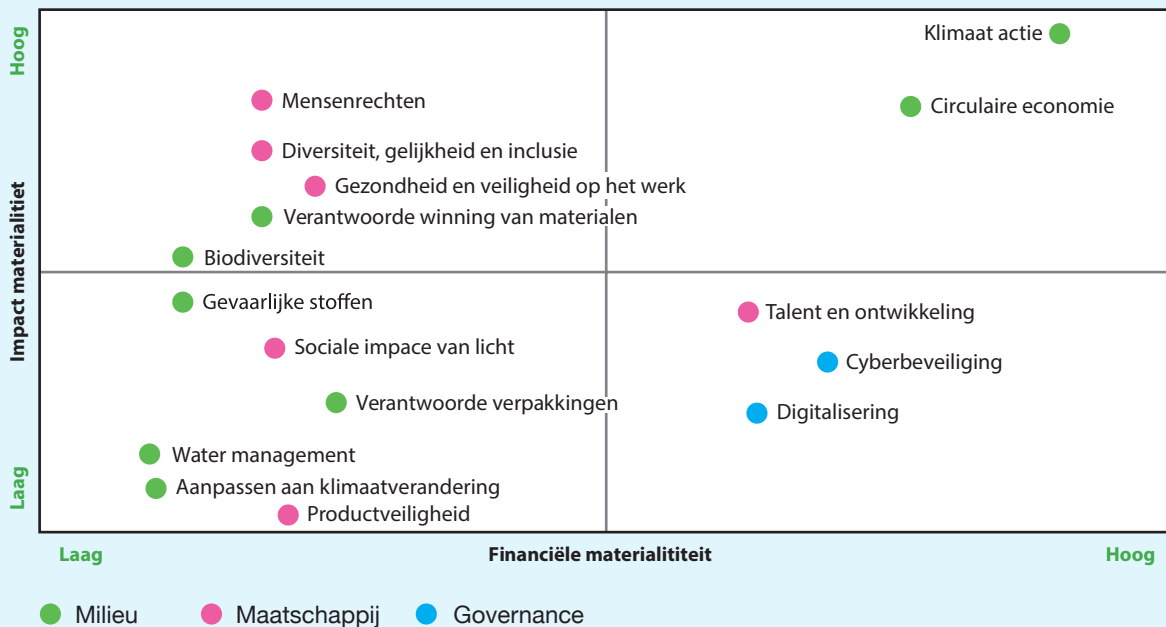 Hoog
Klimaat actie
Mensenrechten
Circulaire economie
Diversiteit, gelijkheid en inclusie
Gezondheid en veiligheid op het werk
Verantwoorde winning van materialen
Biodiversiteit
Impact materialitiet
Gevaarlijke stoffen
Talent en ontwikkeling
Sociale impace van licht
Cyberbeveiliging
Verantwoorde verpakkingen
Digitalisering
Water management
Aanpassen aan klimaatverandering
Productveiligheid
Laag
Laag
Financiële materialititeit
Hoog
Milieu
Maatschappij
Governance